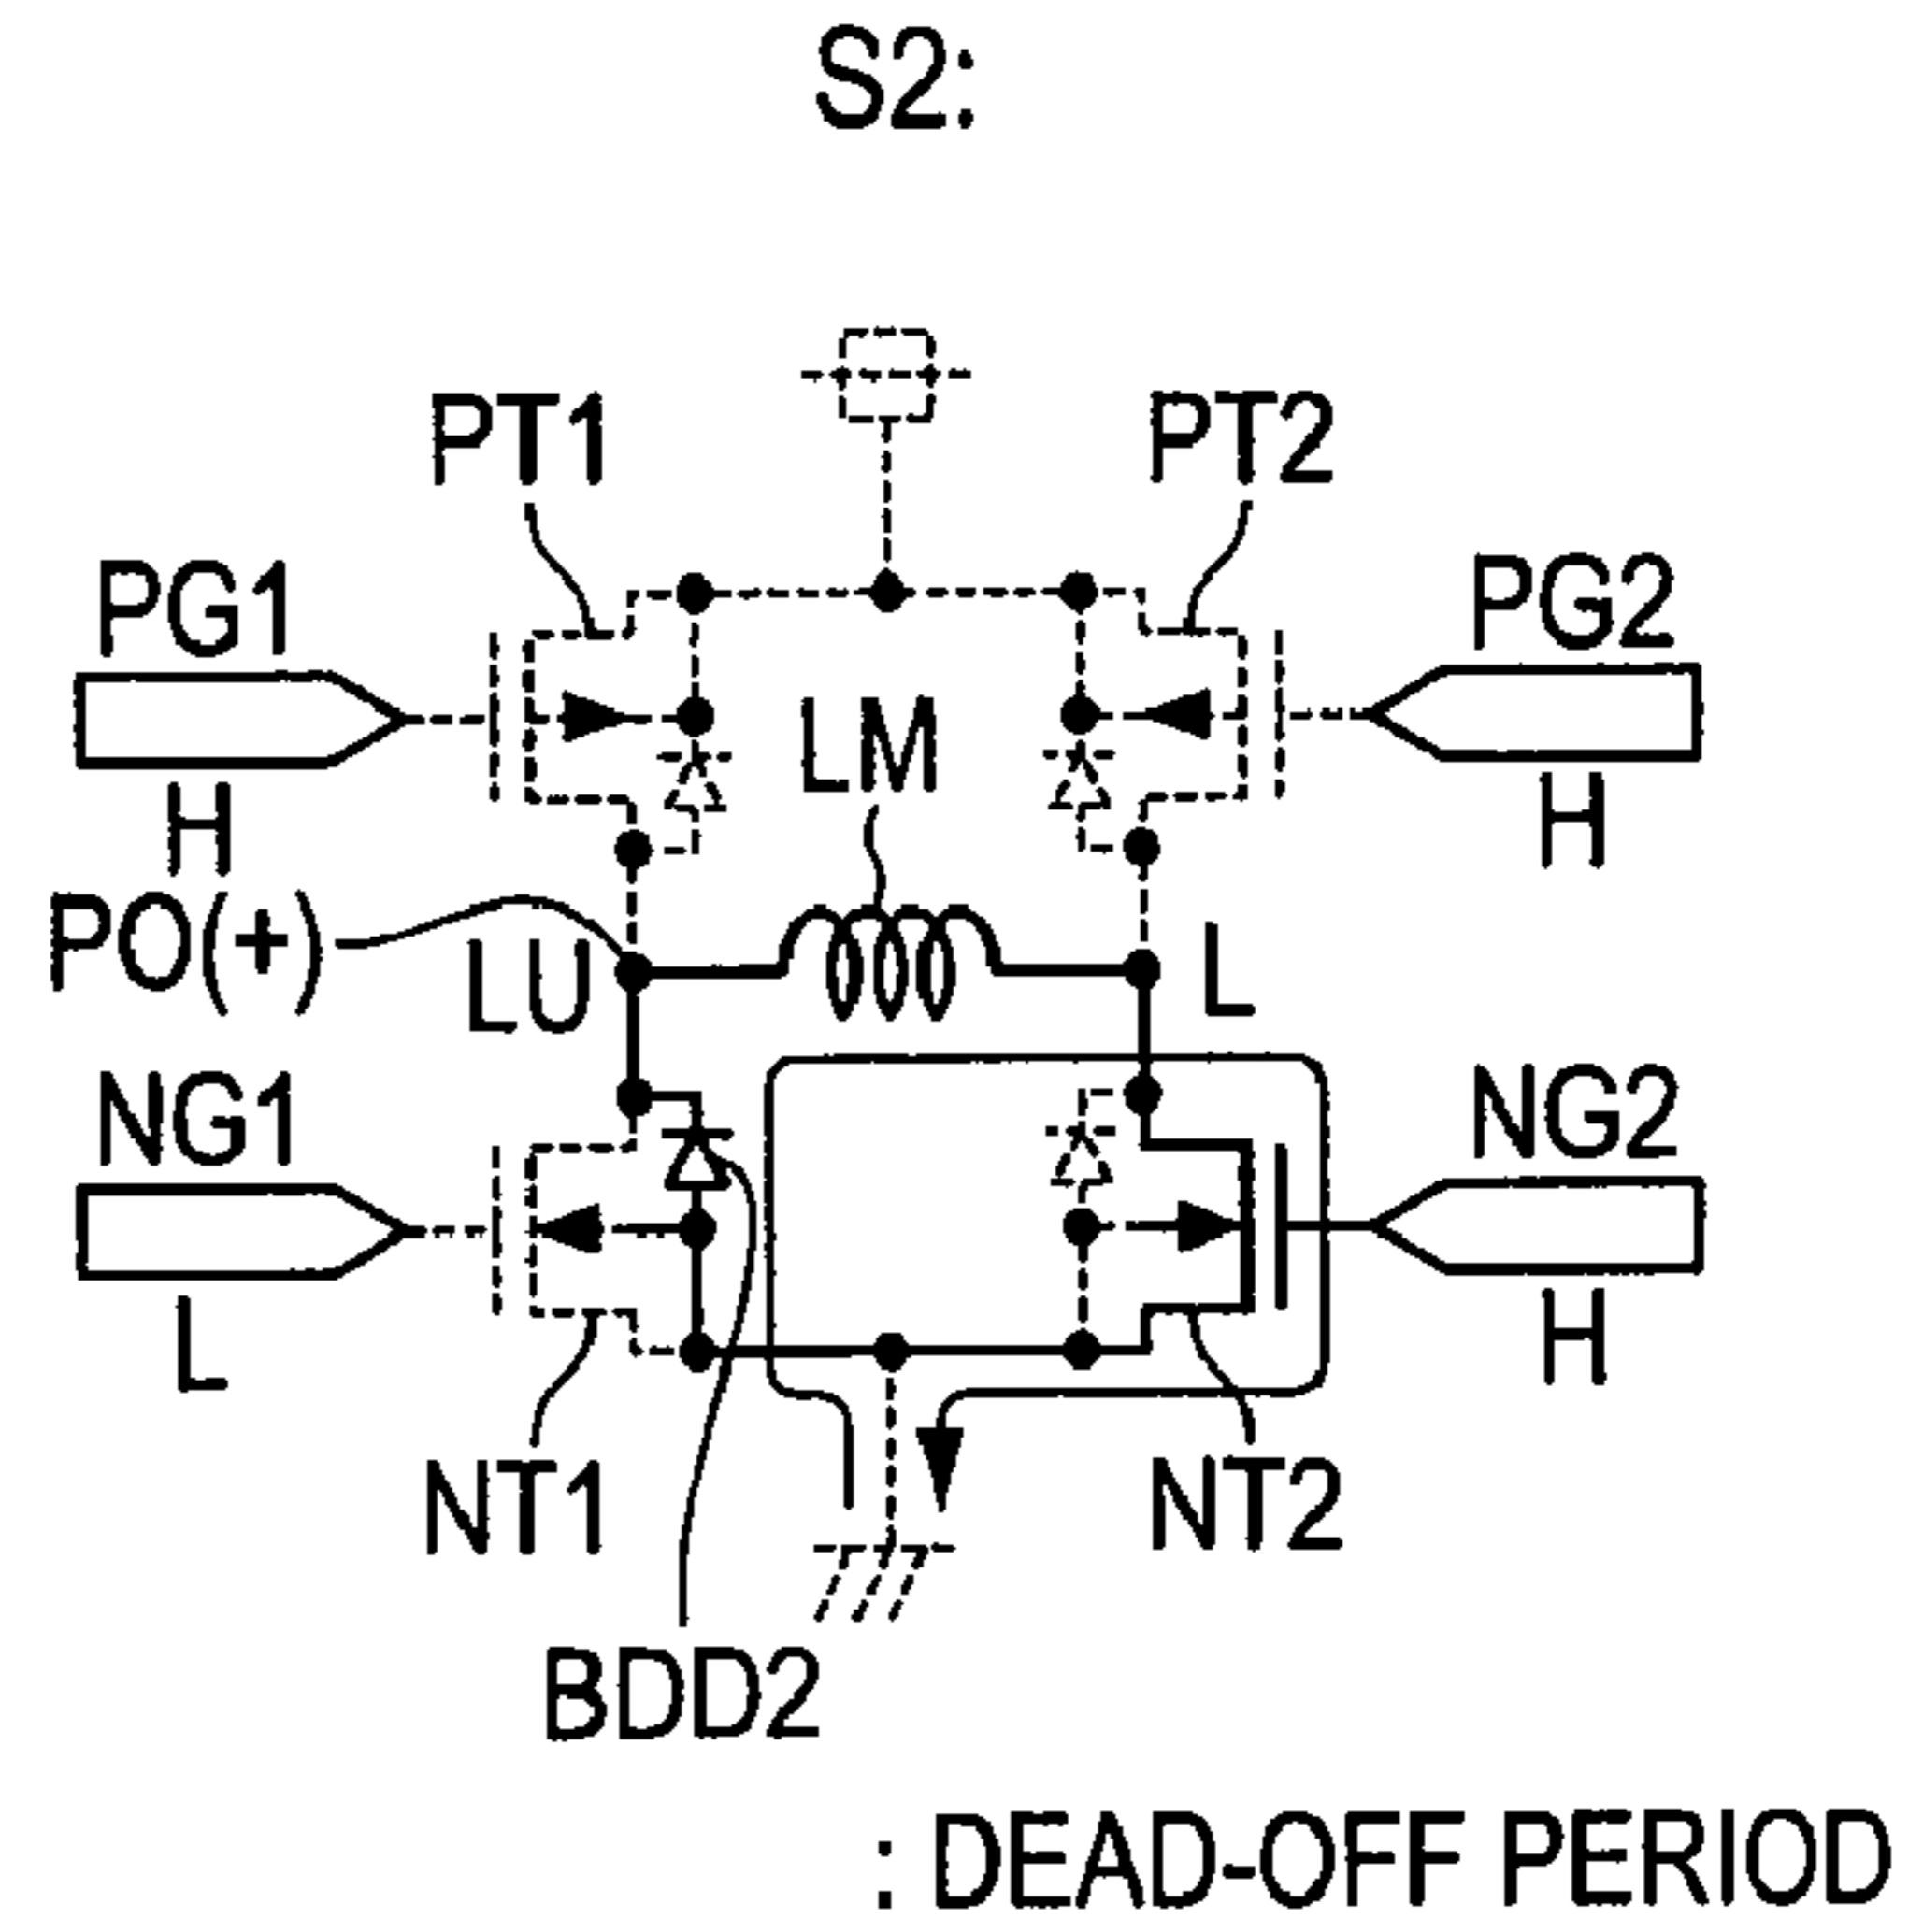 S2:
PT1
PT2
PG1
PG2
H
LM
H
PO(+)
LU
L
NG1
NG2
L
H
NT1
NT2
BDD2
: DEAD-OFF PERIOD